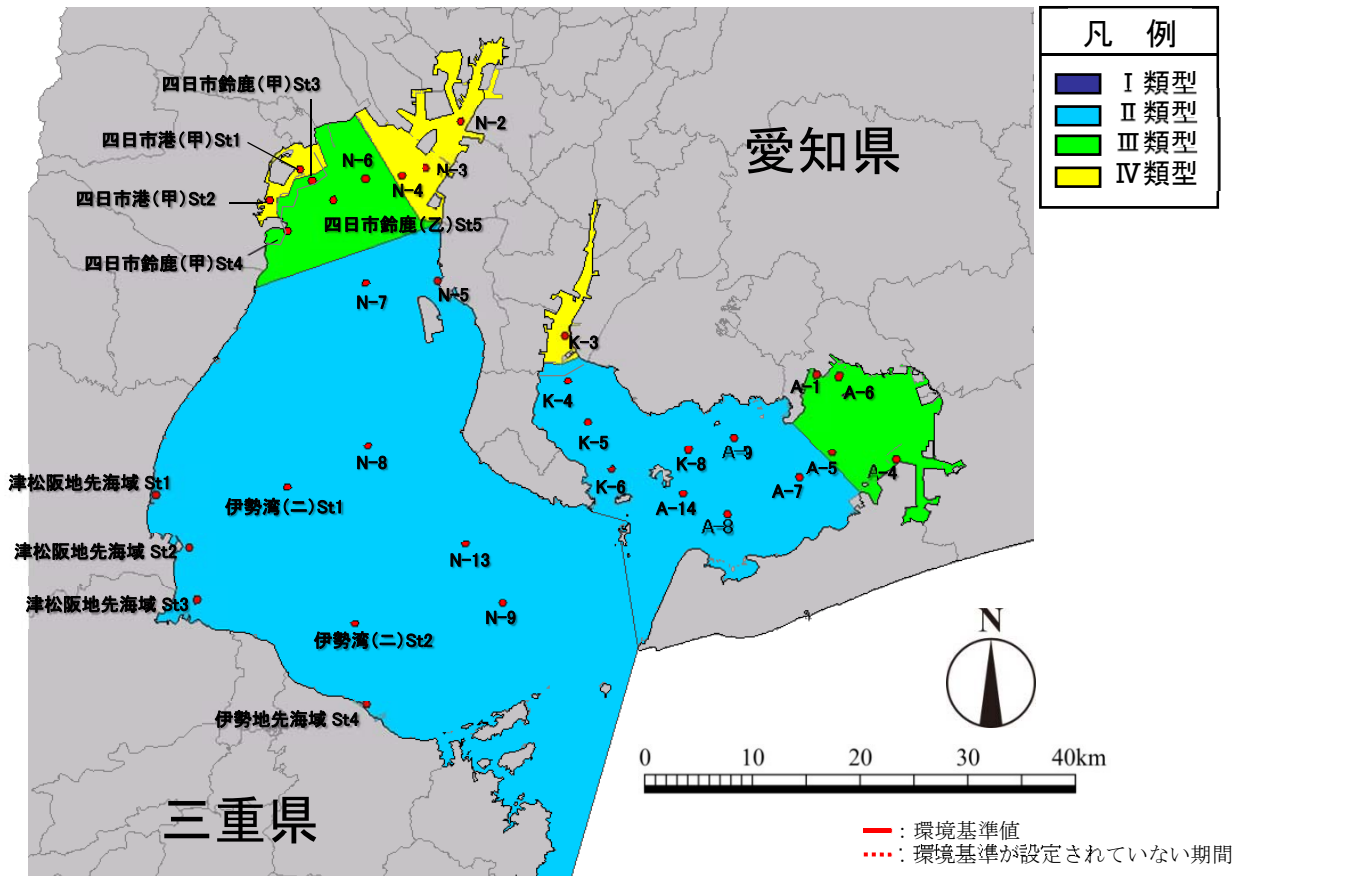 凡 例
Ⅰ類型
Ⅱ類型
Ⅲ類型
Ⅳ類型
愛知県
三重県
四日市鈴鹿(甲)St3
四日市港(甲)St1
四日市港(甲)St2
四日市鈴鹿(甲)St4
四日市鈴鹿(乙)St5
N-2
N-3
N-4
N-6
N-7
N-5
K-3
K-4
K-5
K-6
K-8
A-9
A-14
A-8
A-7
A-5
A-4
A-1
A-6
N-8
伊勢湾(二)St1
津松阪地先海域 St1
津松阪地先海域 St2
津松阪地先海域 St3
N-13
N-9
伊勢湾(二)St2
伊勢地先海域 St4
N
0 10 20 30 40km
：環境基準値
：環境基準が設定されていない期間